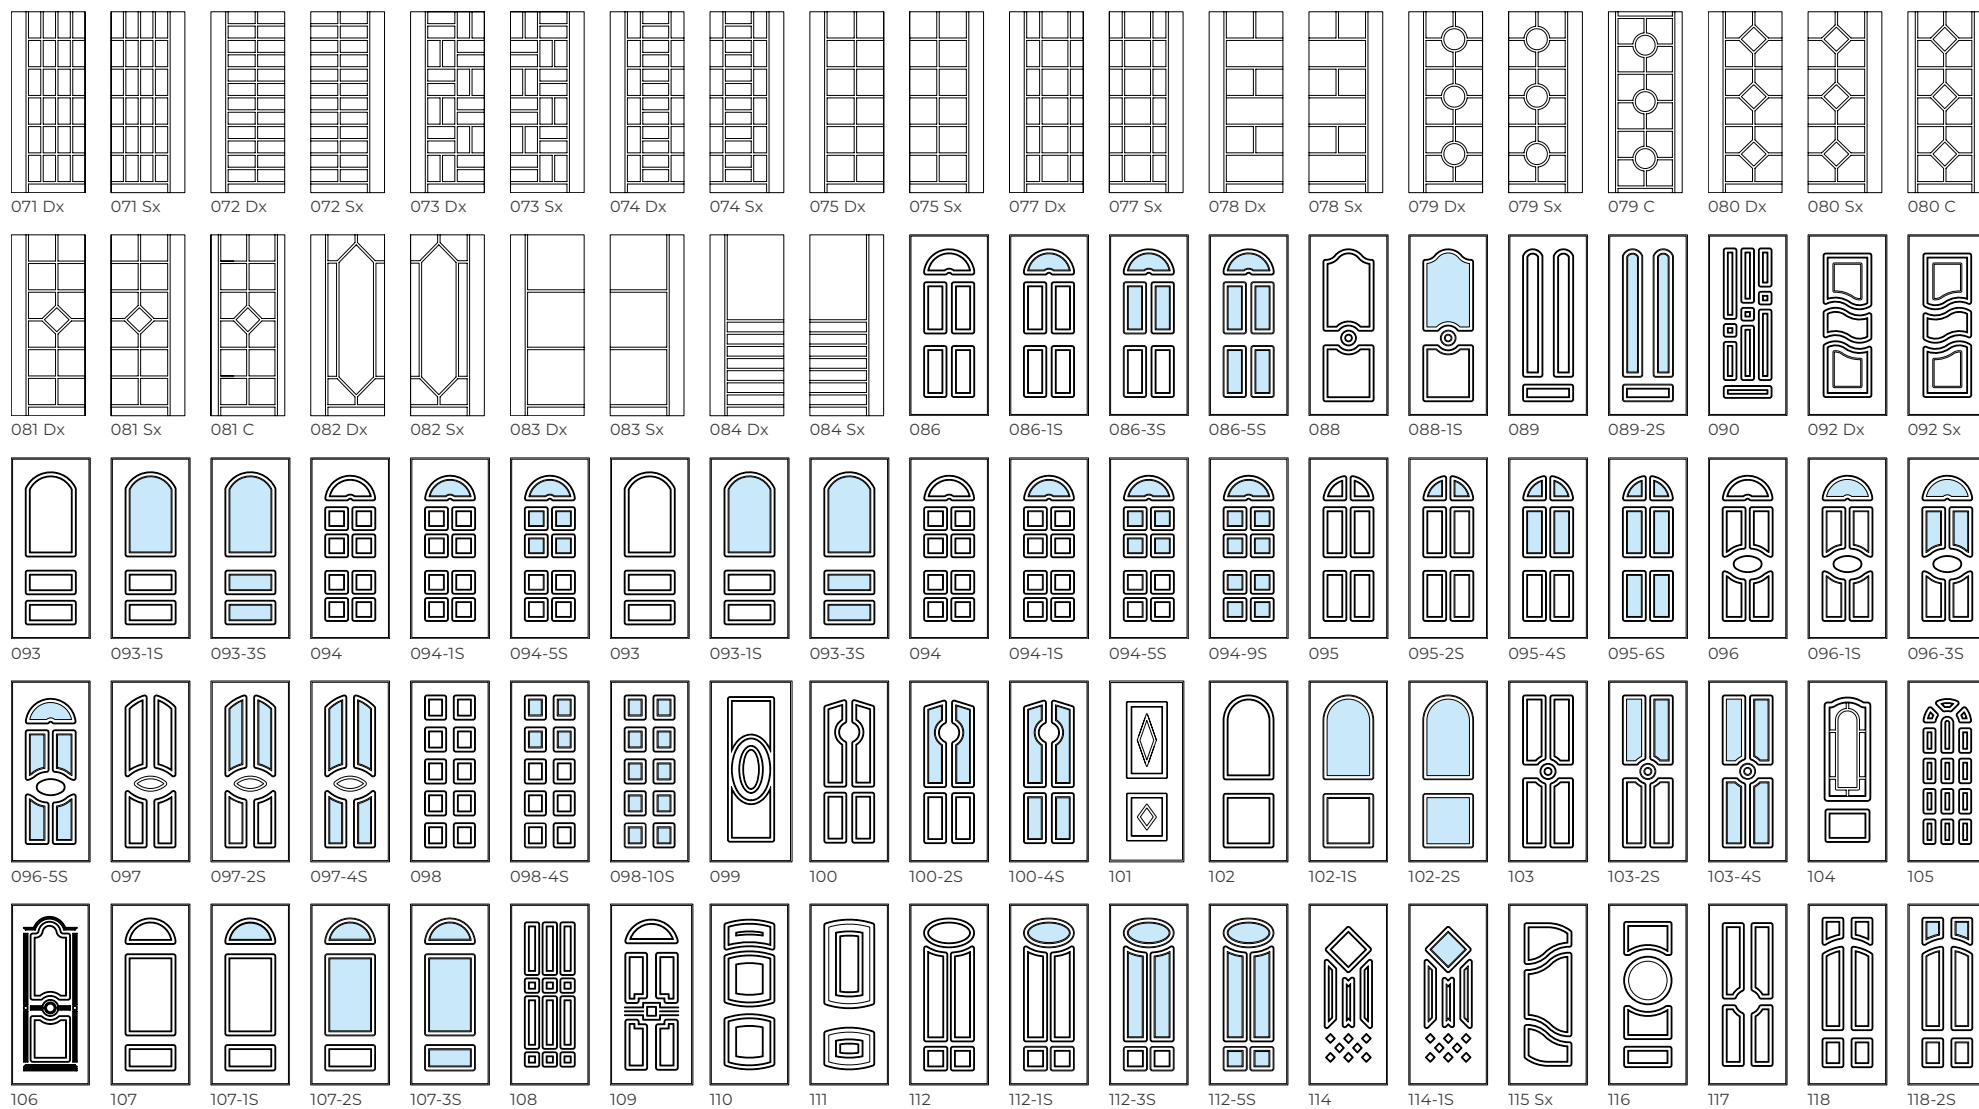 071 Dx 071 Sx 072 Dx 072 Sx 073 Dx 073 Sx 074 Dx 074 Sx 075 Dx 075 Sx 077 Dx 077 Sx 078 Dx 078 Sx 079 Dx 079 Sx 079 C 080 Dx 080 Sx 080 C
081 Dx 081 Sx 081 C 082 Dx 082 Sx 083 Dx 083 Sx 084 Dx 084 Sx 086 086-1S 086-3S 086-5S 088 088-1S 089 089-2S 090 092 Dx 092 Sx
093 093-1S 093-3S 094 094-1S 094-5S 093 093-1S 093-3S 094 094-1S 094-5S 094-9S 095 095-2S 095-4S 095-6S 096 096-1S 096-3S
096-5S 097 097-2S 097-4S 098 098-4S 098-10S 099 100 100-2S 100-4S 101 102 102-1S 102-2S 103 103-2S 103-4S 104 105
106 107 107-1S 107-2S 107-3S 108 109 110 111 112 112-1S 112-3S 112-5S 114 114-1S 115 Sx 116 117 118 118-2S